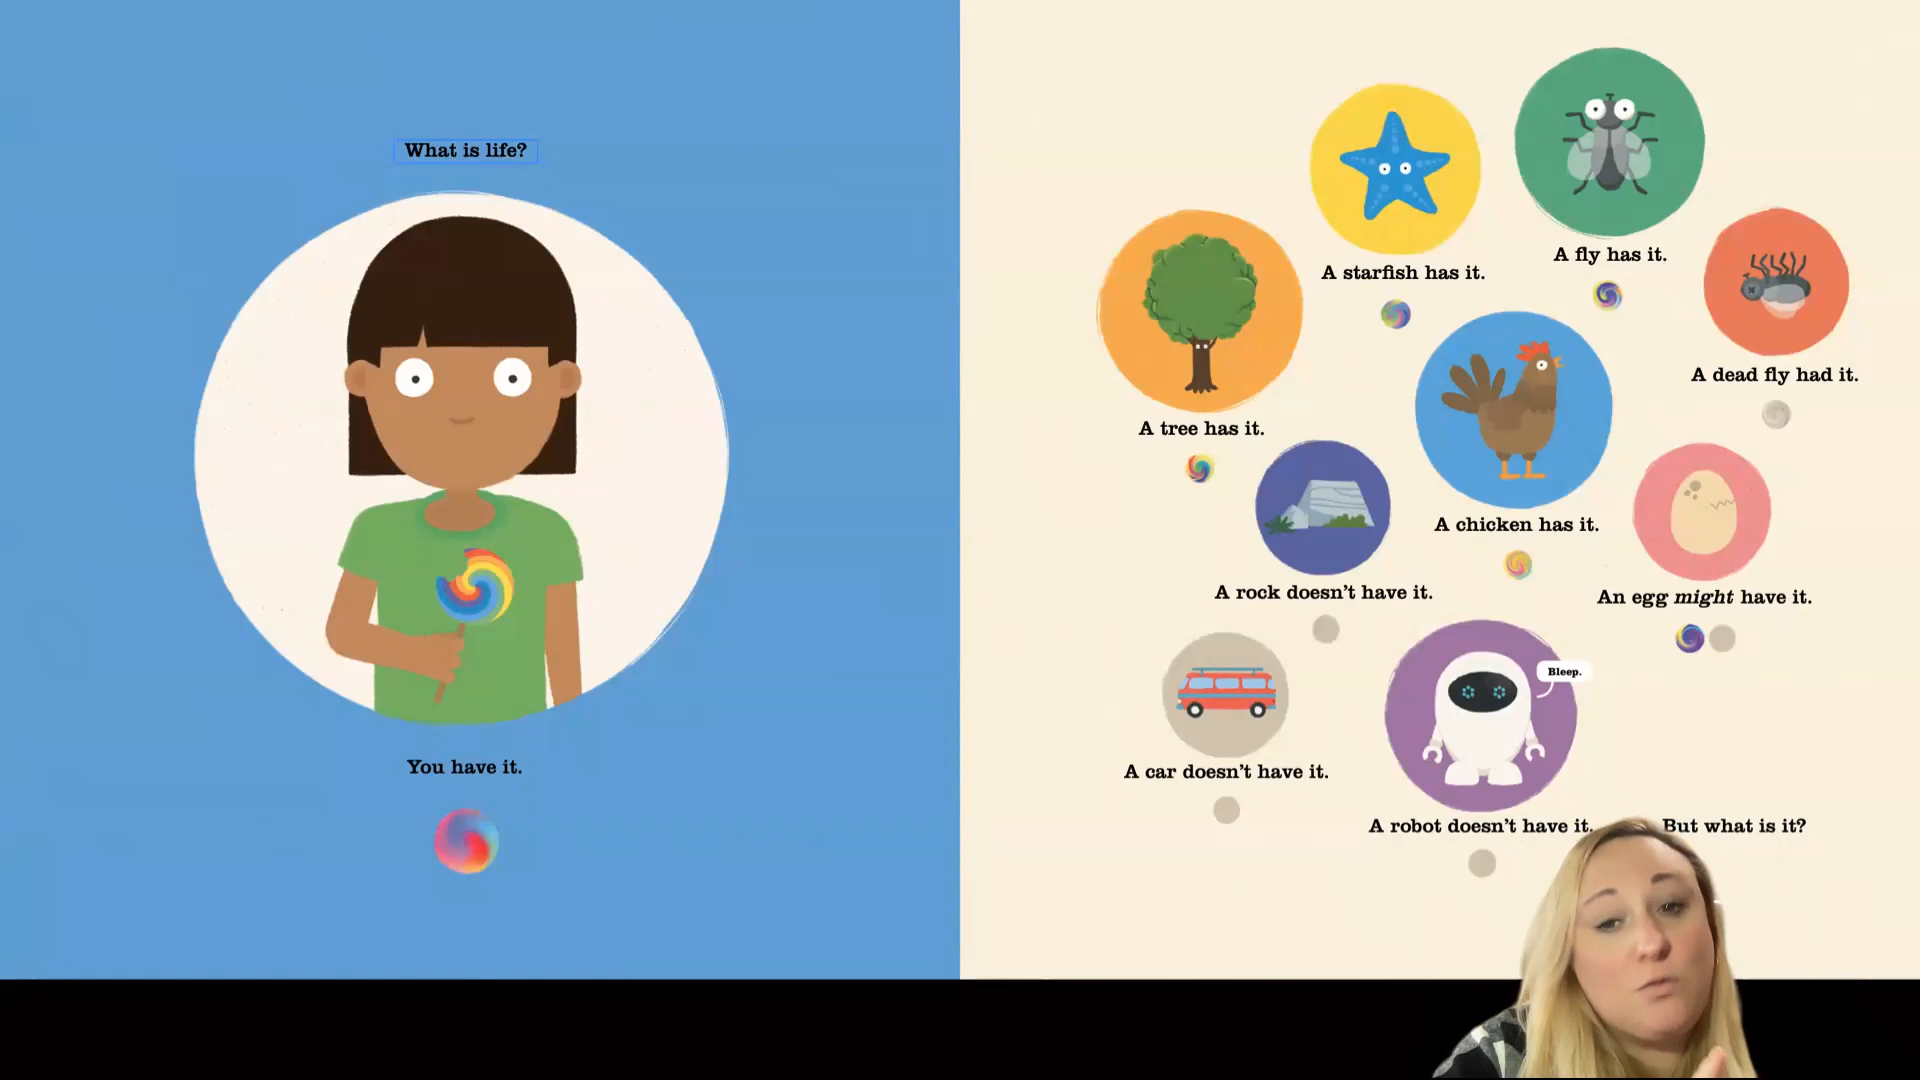 What is life?
You have it.
A starfish has it.
A fly has it.
A dead fly had it.
A tree has it.
A chicken has it.
A rock doesn't have it.
An egg might have it.
Bleep.
A car doesn't have it.
A robot doesn't have it.
But what is it?